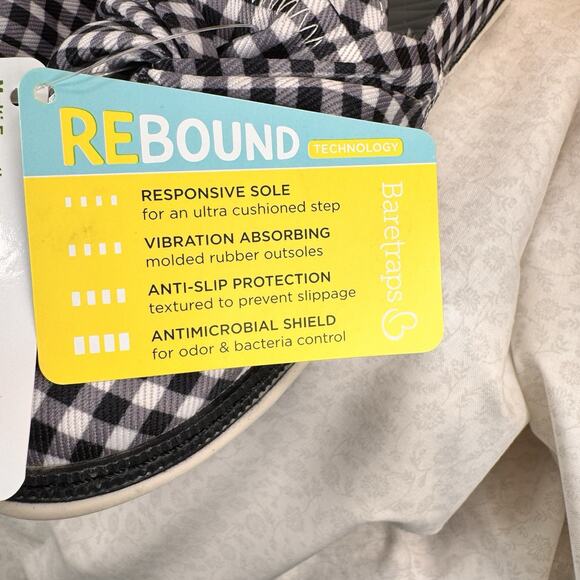 REBOUND TECHNOLOGY
RESPONSIVE SOLE
for an ultra cushioned step
VIBRATION ABSORBING
molded rubber outsoles
ANTI-SLIP PROTECTION
textured to prevent slippage
ANTIMICROBIAL SHIELD
for odor & bacteria control
Baretraps